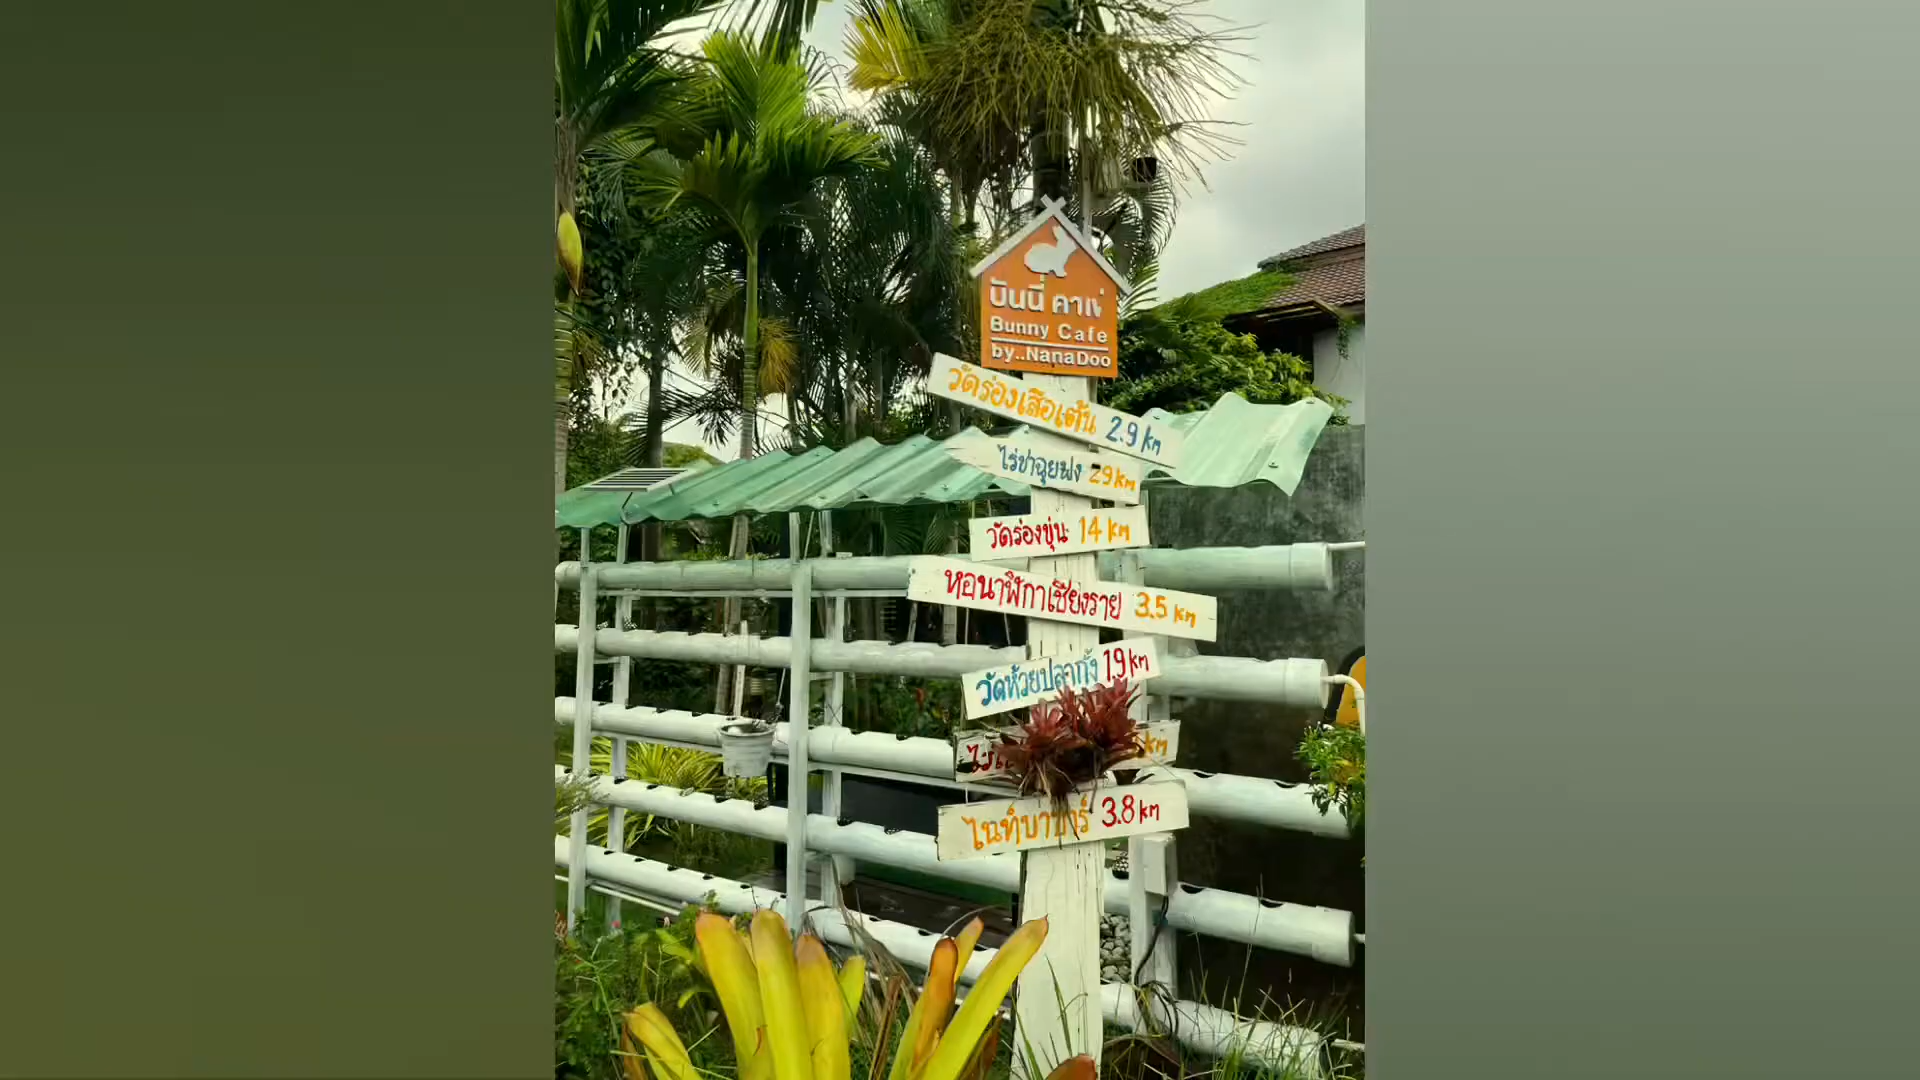 บันนี่ คาเฟ่
Bunny Cafe
by..NanaDoo
วัดร่องเสือเต้น 2.9 km
ไร่ชาฉุยฟง 29 km
วัดร่องขุ่น 14 km
หอนาฬิกาเชียงราย 3.5 km
วัดห้วยปลากั้ง 1.9 km
km
ไนท์บาซาร์ 3.8 km